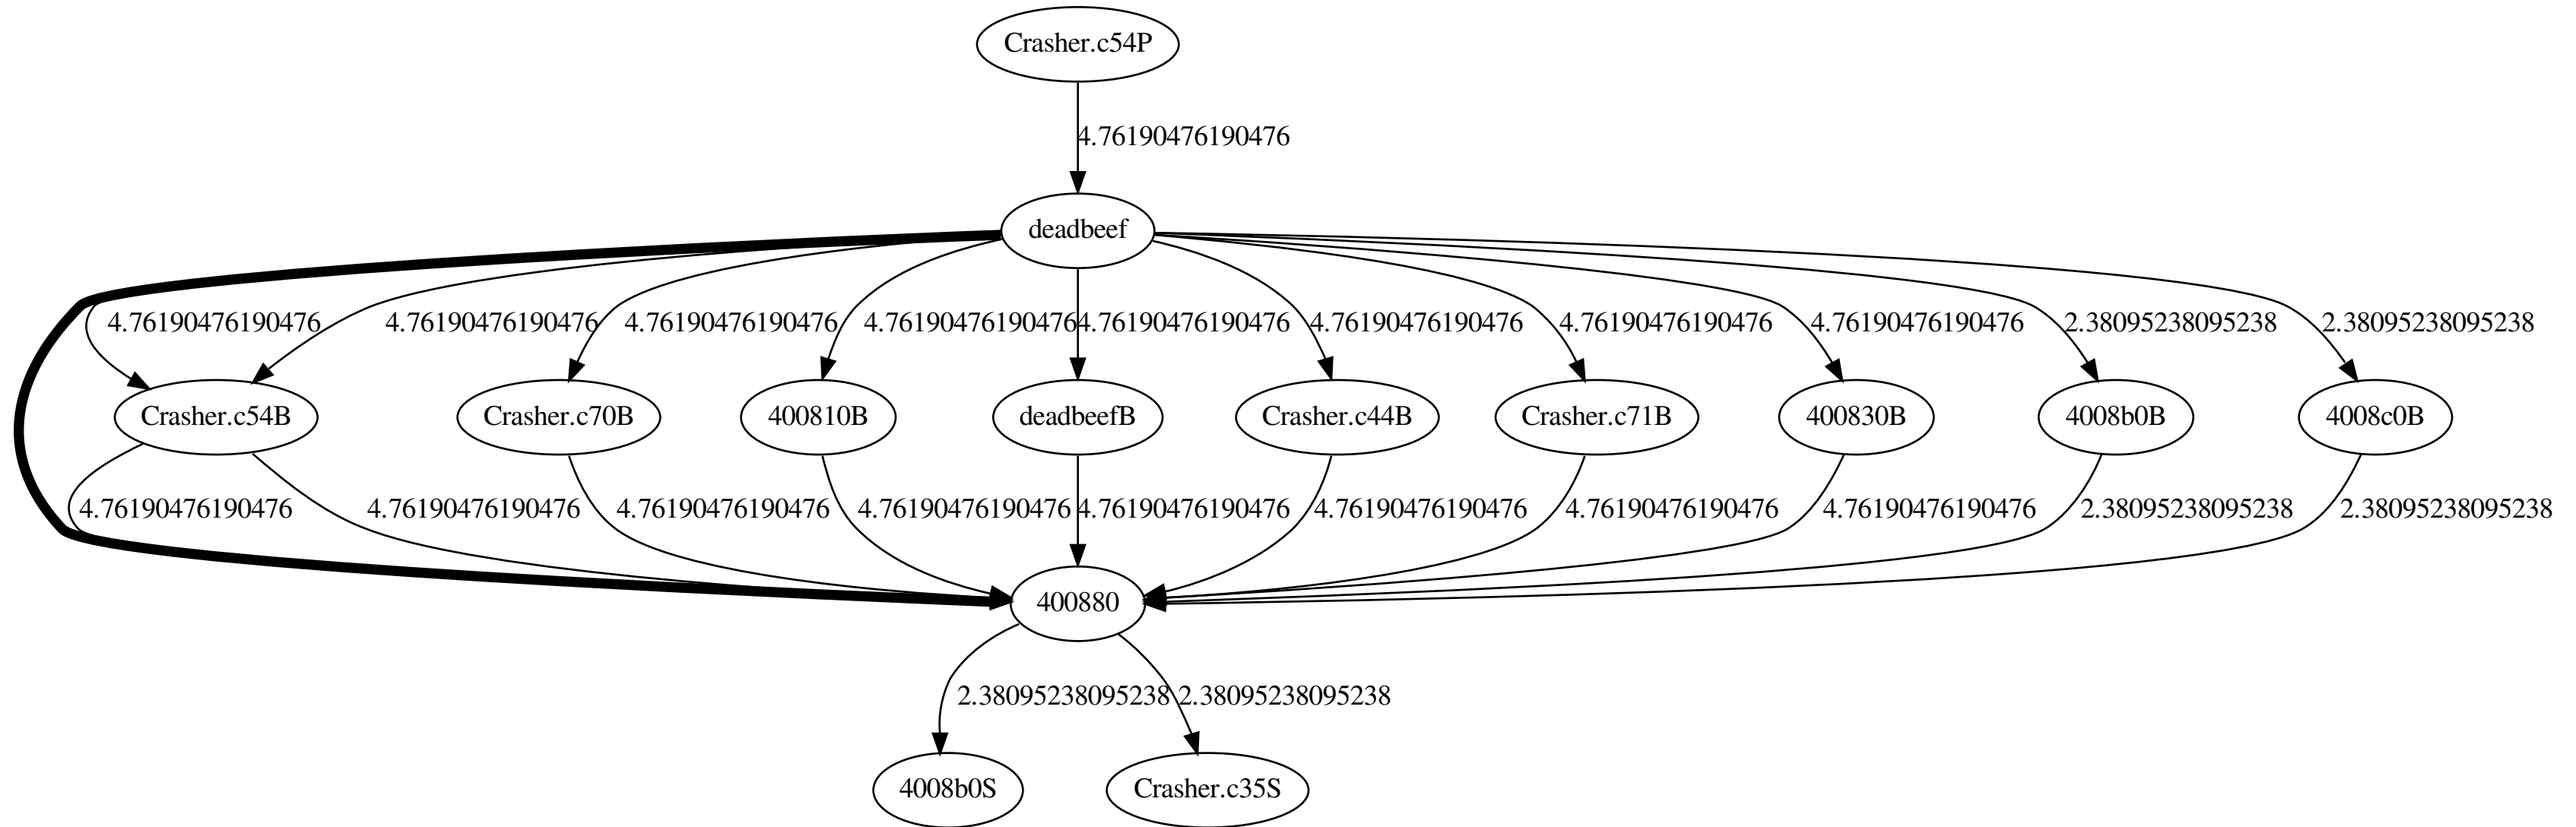 Crasher.c54P
4.76190476190476
deadbeef
4.76190476190476 4.76190476190476 4.76190476190476 4.76190476190476 4.76190476190476 4.76190476190476 4.76190476190476 4.76190476190476 2.38095238095238 2.38095238095238
Crasher.c54B Crasher.c70B 400810B deadbeefB Crasher.c44B Crasher.c71B 400830B 4008b0B 4008c0B
4.76190476190476 4.76190476190476 4.76190476190476 4.76190476190476 4.76190476190476 4.76190476190476 4.76190476190476 4.76190476190476 2.38095238095238 2.38095238095238
400880
2.38095238095238 2.38095238095238
4008b0S Crasher.c35S